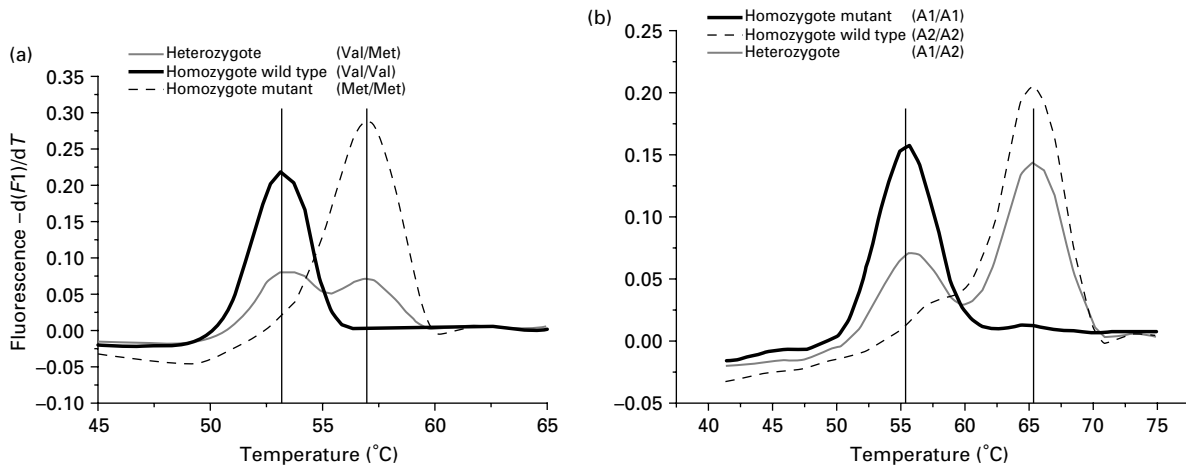 (a)
Heterozygote (Val/Met)
Homozygote wild type (Val/Val)
Homozygote mutant (Met/Met)
Fluorescence –d(F1)/dT
0.35
0.30
0.25
0.20
0.15
0.10
0.05
0.00
–0.05
–0.10
45 50 55 60 65
Temperature (°C)
(b)
Homozygote mutant (A1/A1)
Homozygote wild type (A2/A2)
Heterozygote (A1/A2)
0.25
0.20
0.15
0.10
0.05
0.00
–0.05
40 45 50 55 60 65 70 75
Temperature (°C)